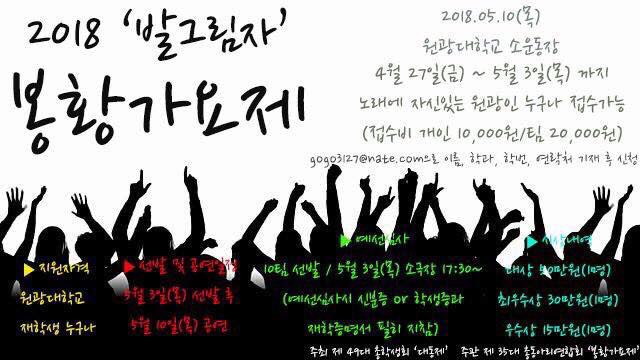 2018 '발그림자'
봉황가요제
2018.05.10(목)
원광대학교 소운동장
4월 27일(금) ~ 5월 3일(목) 까지
노래에 자신있는 원광인 누구나 접수가능
(접수비 개인 10,000원/팀 20,000원)
gogo3127@nate.com으로 이름, 학과, 학번, 연락처 기재 후 신청
▶ 지원자격
원광대학교
재학생 누구나
▶ 선발 및 공연일정
5월 3일(목) 선발 후
5월 10일(목) 공연
▶ 예선심사
10팀 선발 / 5월 3일(목) 소극장 17:30~
(예선심사시 신분증 or 학생증과
재학증명서 필히 지참)
▶ 시상내역
대상 50만원(1명)
최우수상 30만원(1명)
우수상 15만원(1명)
주최 제 49대 총학생회 '대동제' 주관 제 35대 총동아리연합회 '봉황가요제'